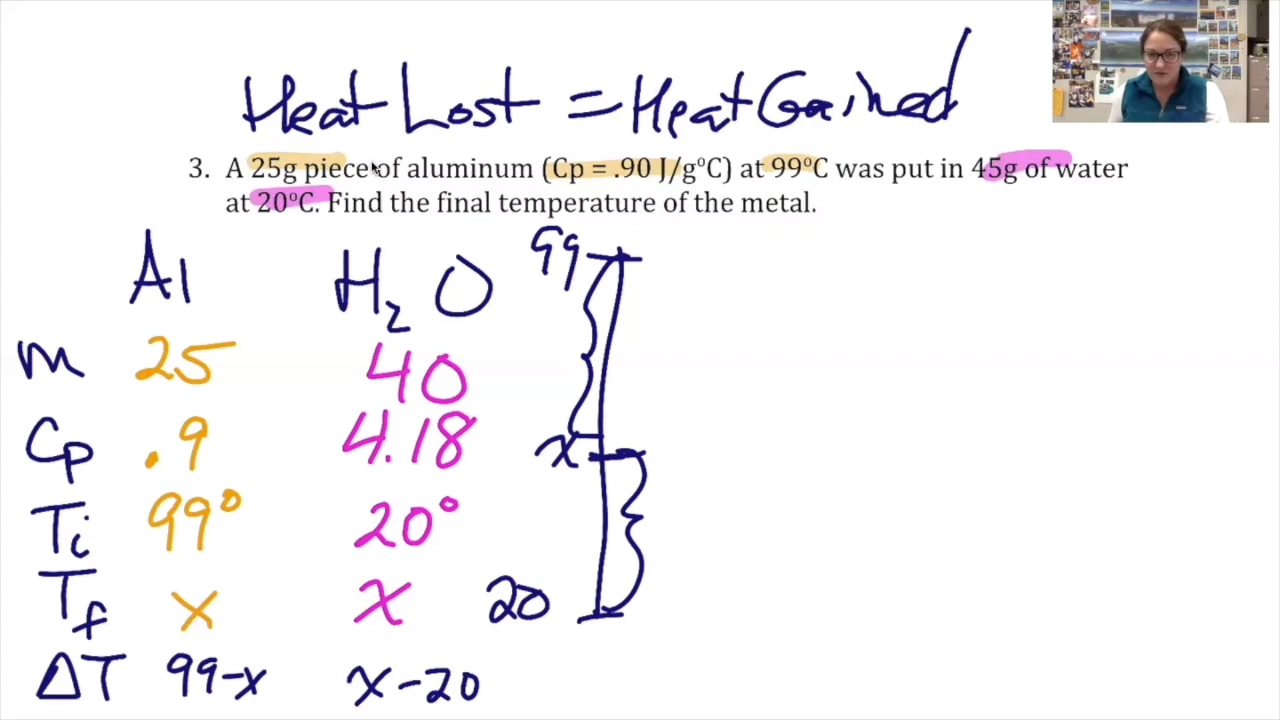 Heat Lost = Heat Gained
3. A 25g piece of aluminum (Cp = .90 J/g°C) at 99°C was put in 45g of water
at 20°C. Find the final temperature of the metal.
Al H₂O 99
m 25 40
Cp .9 4.18 x
Ti 99° 20°
Tf x x 20
ΔT 99-x x-20